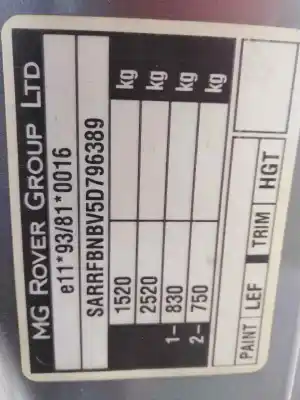 MG ROVER GROUP LTD
e11*93/81*0016
SARRFBNBV5D796389
1520 kg
2520 kg
1– 830 kg
2– 750 kg
PAINT LEF TRIM HGT